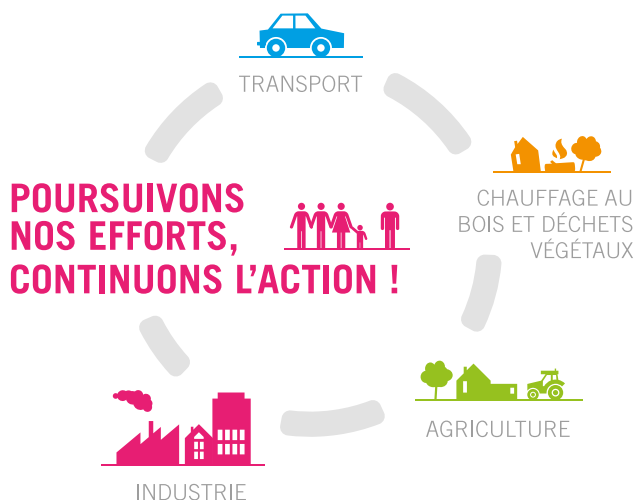 TRANSPORT
CHAUFFAGE AU
BOIS ET DÉCHETS
VÉGÉTAUX
POURSUIVONS
NOS EFFORTS,
CONTINUONS L'ACTION !
AGRICULTURE
INDUSTRIE